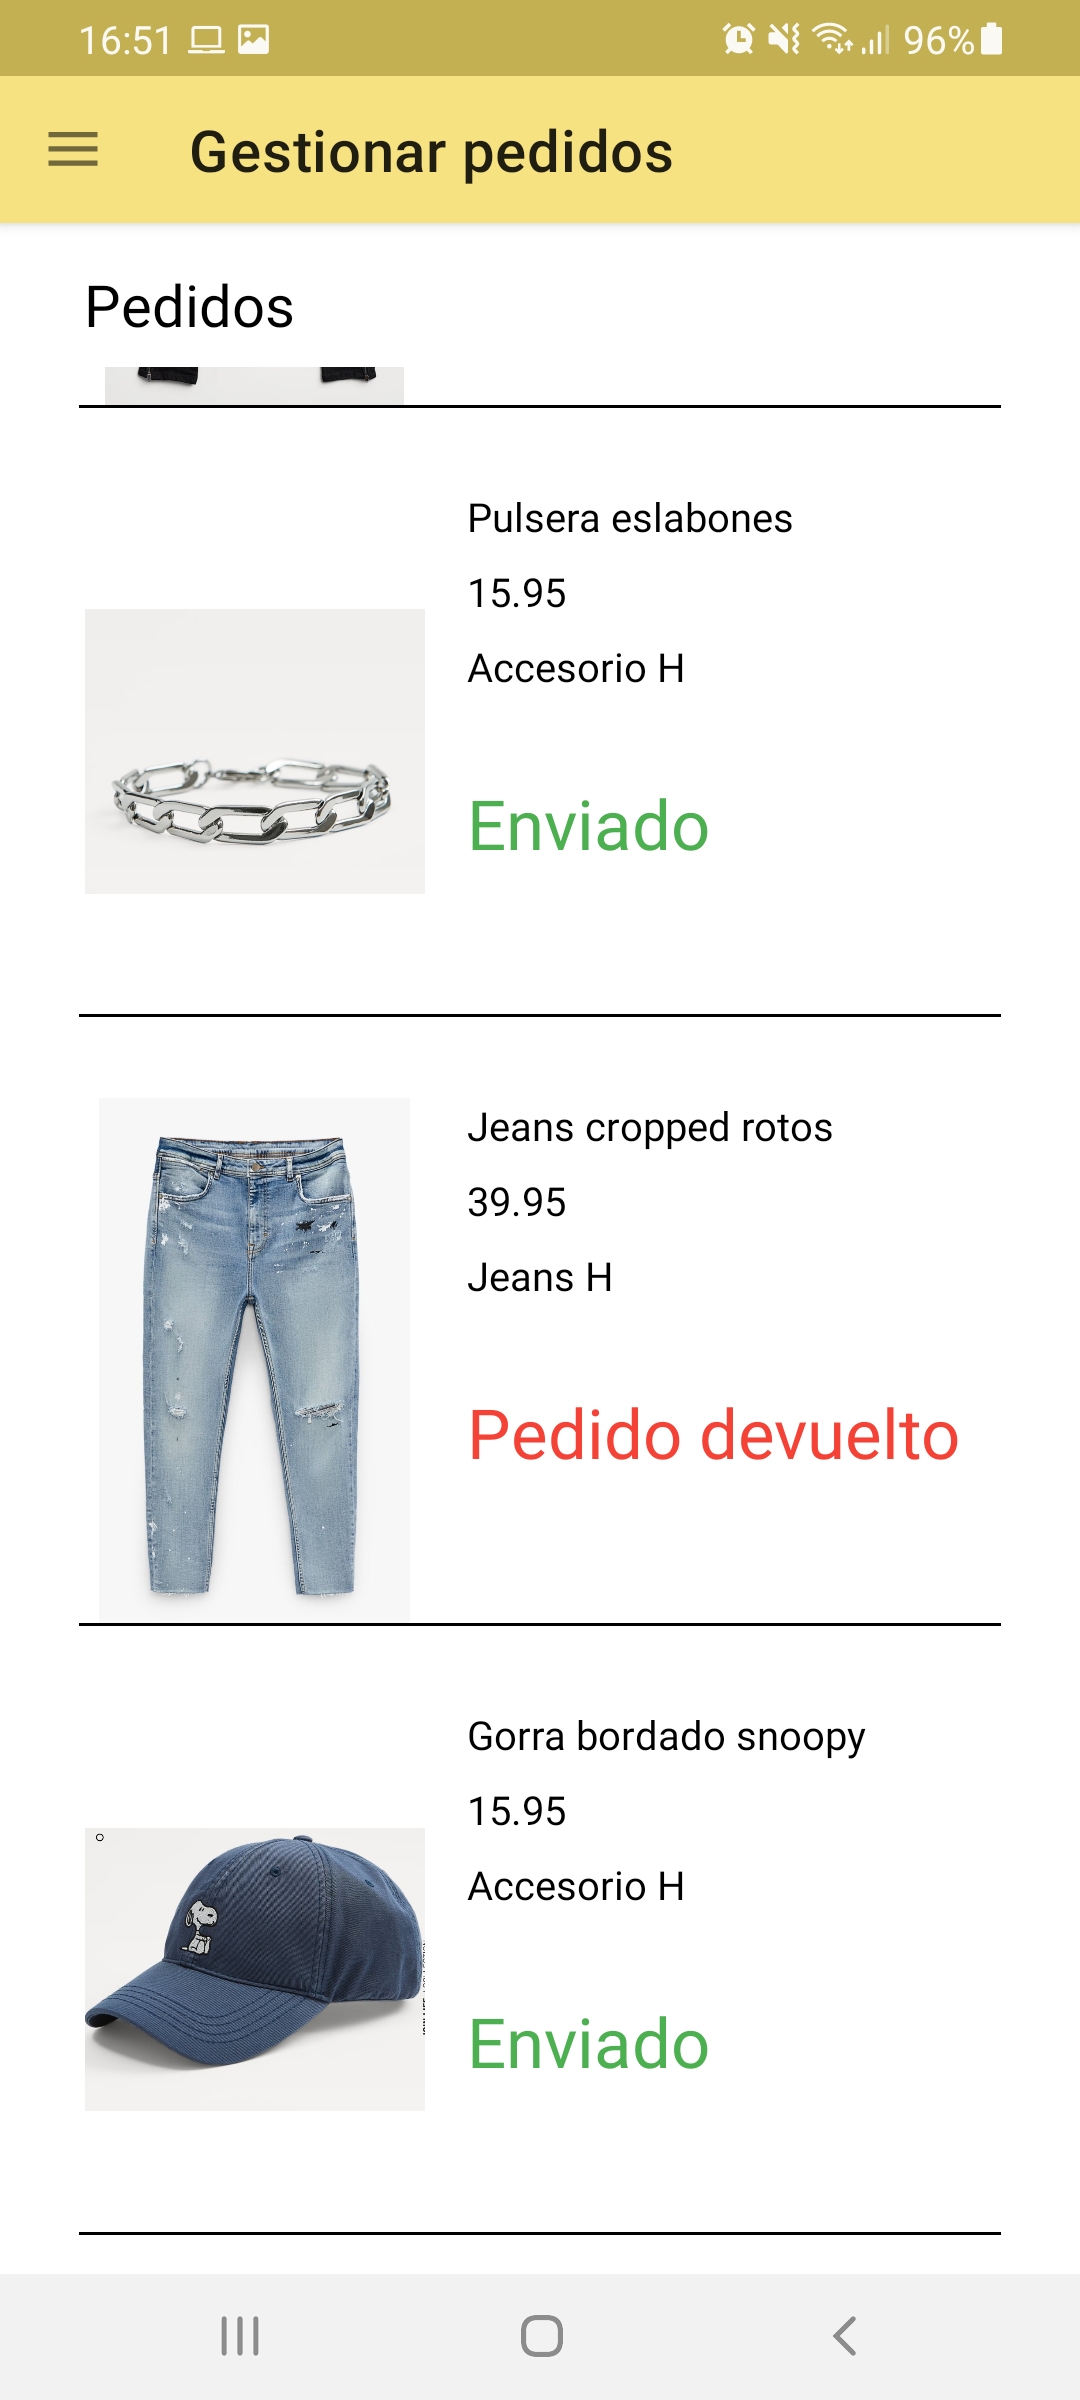 16:51
96%
Gestionar pedidos
Pedidos
Pulsera eslabones
15.95
Accesorio H
Enviado
Jeans cropped rotos
39.95
Jeans H
Pedido devuelto
Gorra bordado snoopy
15.95
Accesorio H
Enviado